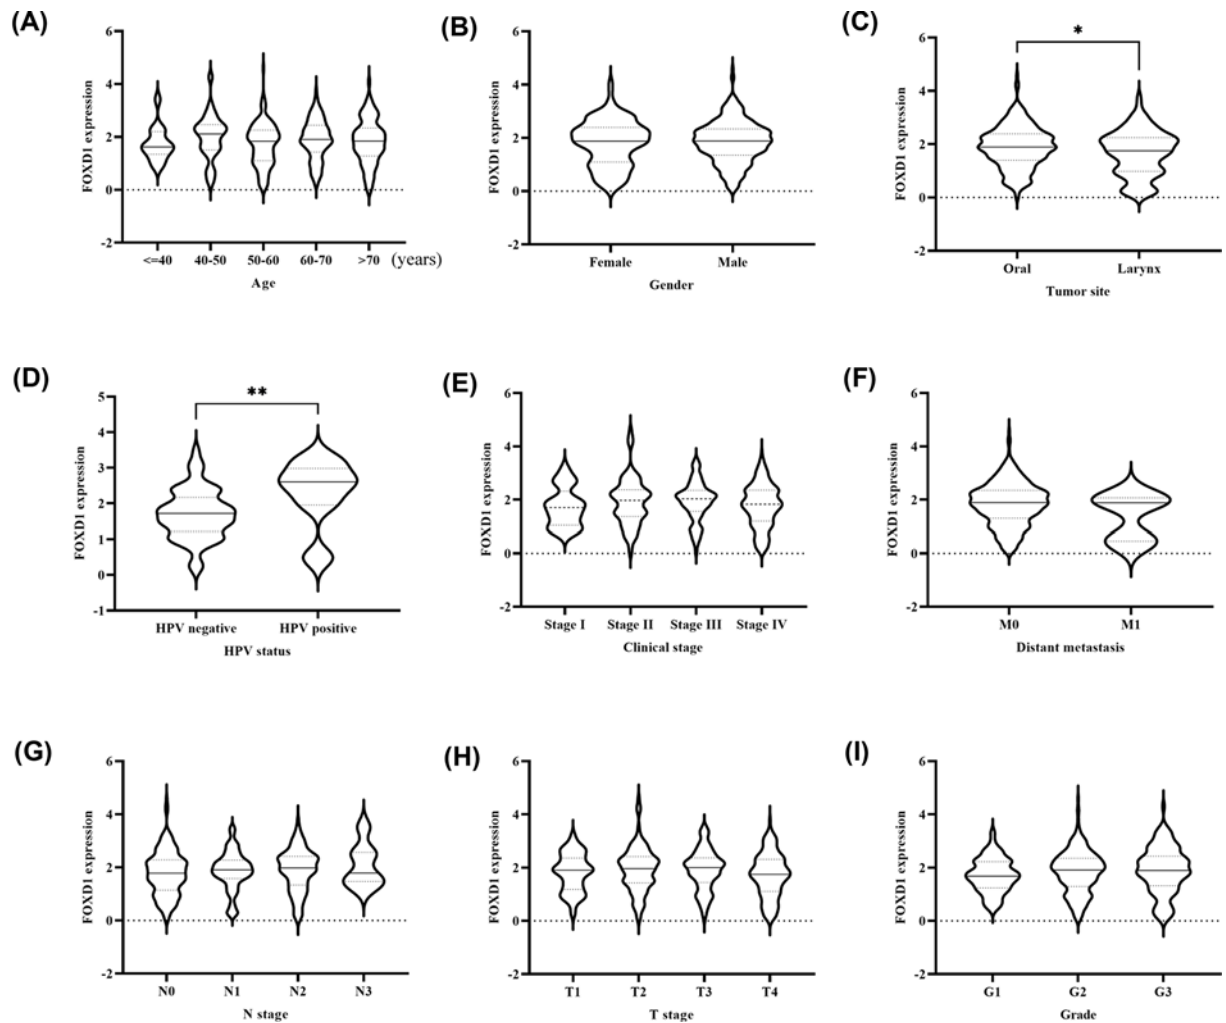 (A)
FOXD1 expression
6
4
2
0
-2
<=40 40-50 50-60 60-70 >70 (years)
Age
(B)
FOXD1 expression
6
4
2
0
-2
Female Male
Gender
(C)
FOXD1 expression
6
4
2
0
-2
*
Oral Larynx
Tumor site
(D)
FOXD1 expression
5
4
3
2
1
0
-1
**
HPV negative HPV positive
HPV status
(E)
FOXD1 expression
6
4
2
0
-2
Stage I Stage II Stage III Stage IV
Clinical stage
(F)
FOXD1 expression
6
4
2
0
-2
M0 M1
Distant metastasis
(G)
FOXD1 expression
6
4
2
0
-2
N0 N1 N2 N3
N stage
(H)
FOXD1 expression
6
4
2
0
-2
T1 T2 T3 T4
T stage
(I)
FOXD1 expression
6
4
2
0
-2
G1 G2 G3
Grade